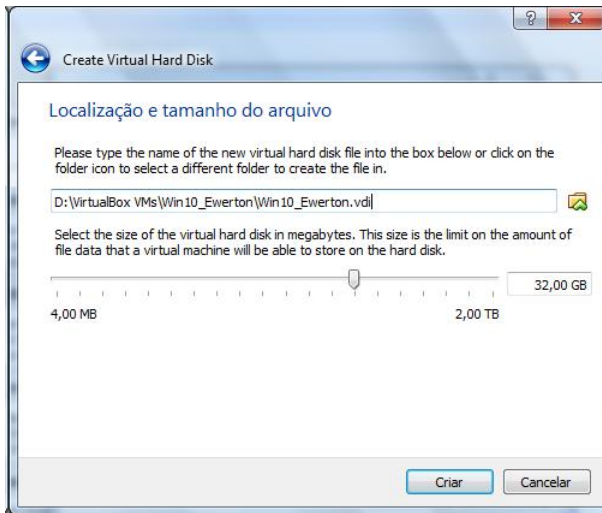 Create Virtual Hard Disk
Localização e tamanho do arquivo
Please type the name of the new virtual hard disk file into the box below or click on the
folder icon to select a different folder to create the file in.
D:\VirtualBox VMs\Win10_Ewerton\Win10_Ewerton.vdi
Select the size of the virtual hard disk in megabytes. This size is the limit on the amount of
file data that a virtual machine will be able to store on the hard disk.
32,00 GB
4,00 MB 2,00 TB
Criar Cancelar